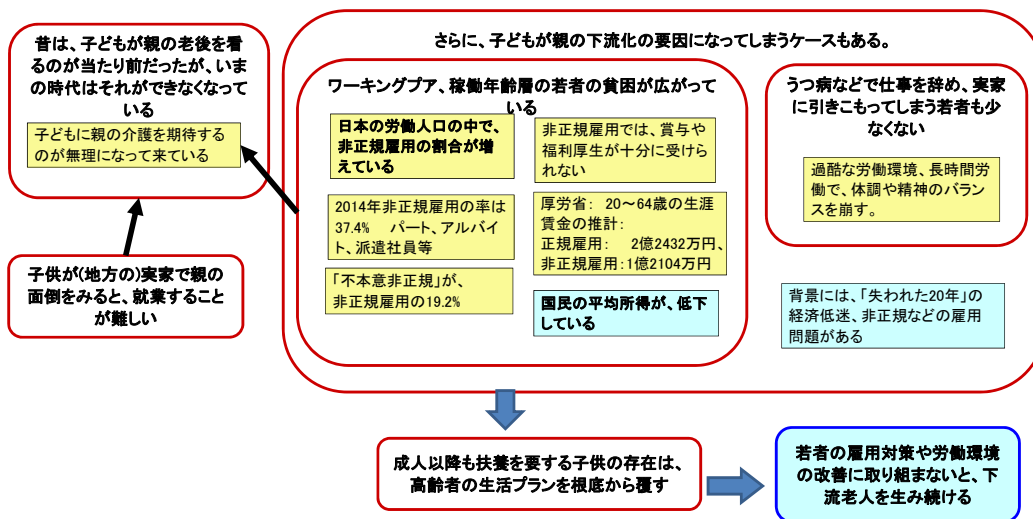 昔は、子どもが親の老後を看
るのが当たり前だったが、いま
の時代はそれができなくなって
いる
子どもに親の介護を期待する
のが無理になって来ている
子供が(地方の)実家で親の
面倒をみると、就業すること
が難しい
さらに、子どもが親の下流化の要因になってしまうケースもある。
ワーキングプア、稼働年齢層の若者の貧困が広がって
いる
日本の労働人口の中で、
非正規雇用の割合が増
えている
非正規雇用では、賞与や
福利厚生が十分に受けら
れない
2014年非正規雇用の率は
37.4% パート、アルバイ
ト、派遣社員等
厚労省: 20~64歳の生涯
賃金の推計:
正規雇用: 2億2432万円、
非正規雇用:1億2104万円
「不本意非正規」が、
非正規雇用の19.2%
国民の平均所得が、低下
している
うつ病などで仕事を辞め、実家
に引きこもってしまう若者も少
なくない
過酷な労働環境、長時間労
働で、体調や精神のバラン
スを崩す。
背景には、「失われた20年」の
経済低迷、非正規などの雇用
問題がある
成人以降も扶養を要する子供の存在は、
高齢者の生活プランを根底から覆す
若者の雇用対策や労働環境
の改善に取り組まないと、下
流老人を生み続ける